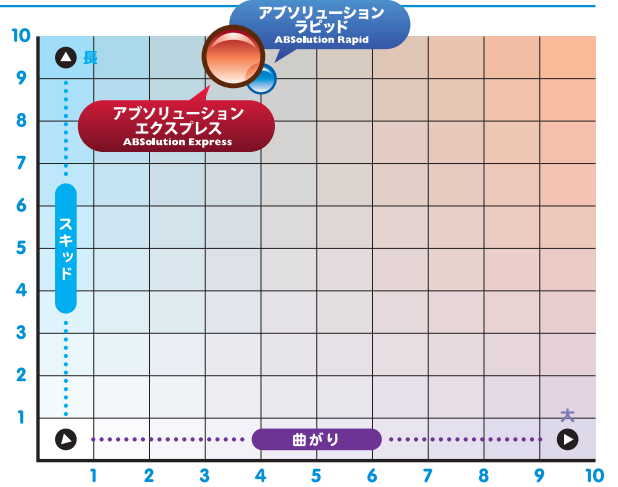 アブソリューション
ラピッド
ABSolution Rapid
10
長
9
アブソリューション
エクスプレス
ABSolution Express
8
7
6
スキッド
5
4
3
2
1
大
曲がり
1 2 3 4 5 6 7 8 9 10